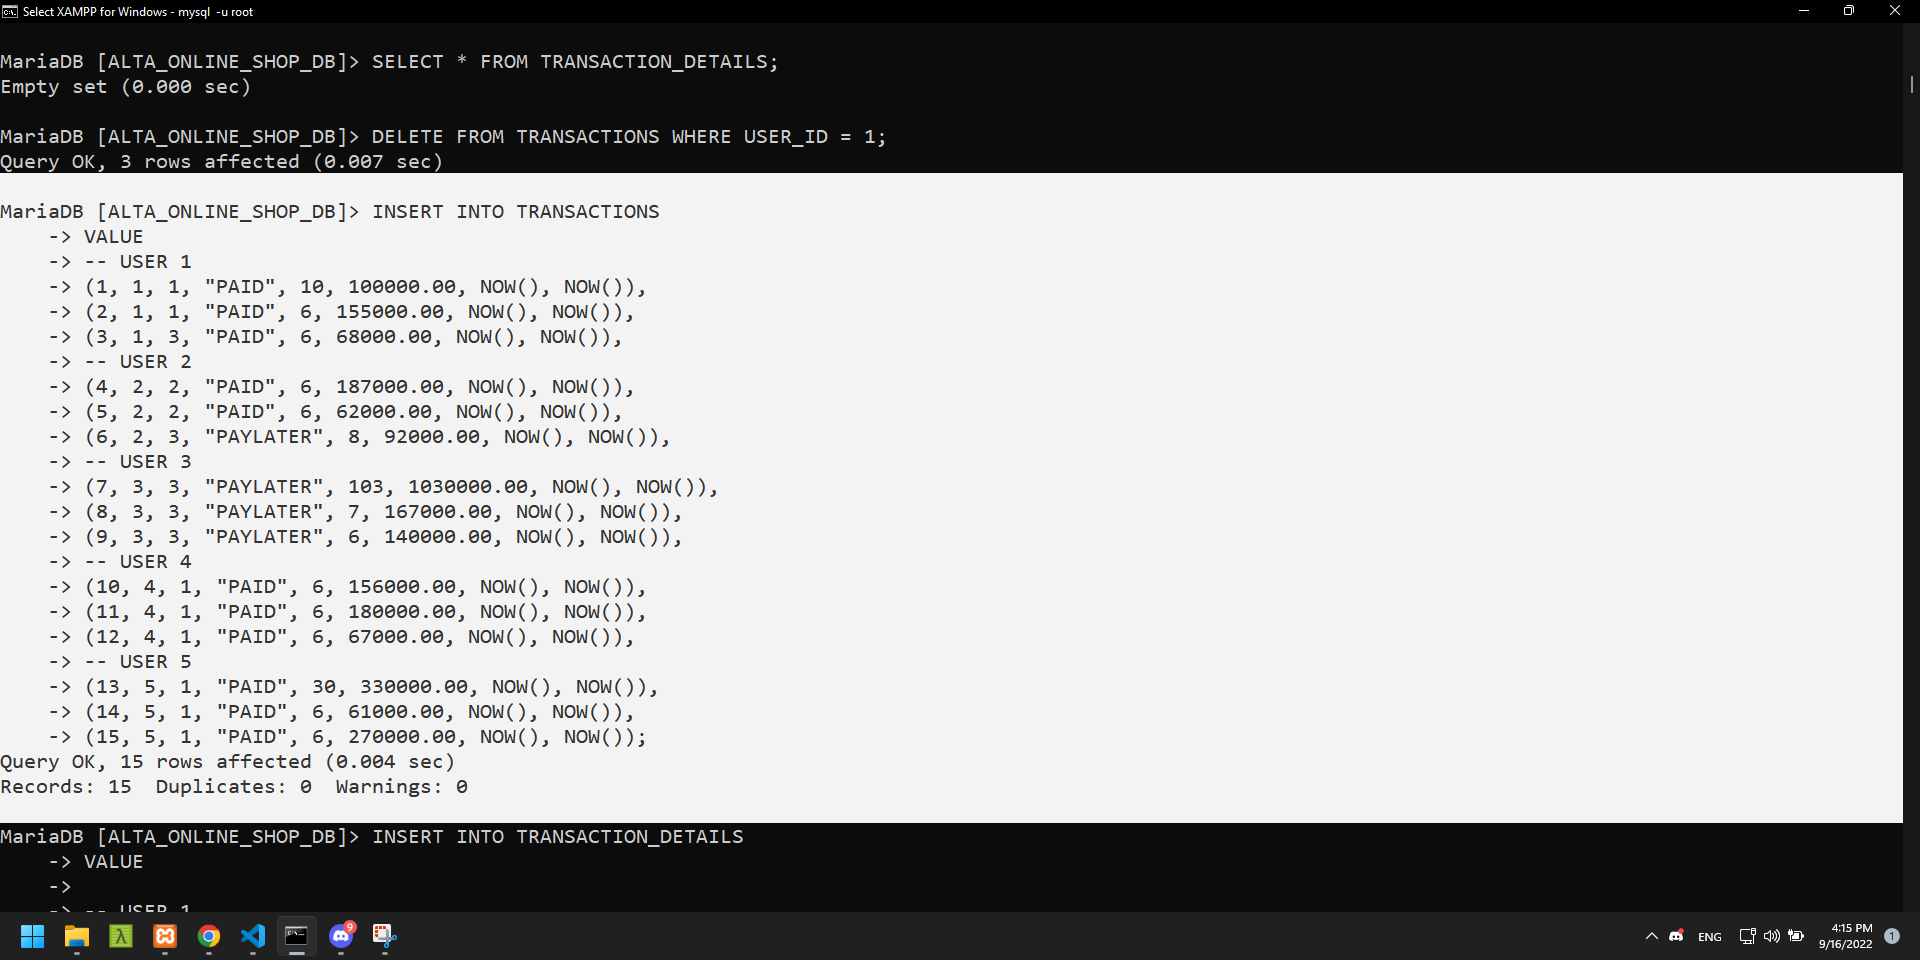 Select XAMPP for Windows - mysql  -u root
MariaDB [ALTA_ONLINE_SHOP_DB]> SELECT * FROM TRANSACTION_DETAILS;
Empty set (0.000 sec)
MariaDB [ALTA_ONLINE_SHOP_DB]> DELETE FROM TRANSACTIONS WHERE USER_ID = 1;
Query OK, 3 rows affected (0.007 sec)
MariaDB [ALTA_ONLINE_SHOP_DB]> INSERT INTO TRANSACTIONS
    -> VALUE
    -> -- USER 1
    -> (1, 1, 1, "PAID", 10, 100000.00, NOW(), NOW()),
    -> (2, 1, 1, "PAID", 6, 155000.00, NOW(), NOW()),
    -> (3, 1, 3, "PAID", 6, 68000.00, NOW(), NOW()),
    -> -- USER 2
    -> (4, 2, 2, "PAID", 6, 187000.00, NOW(), NOW()),
    -> (5, 2, 2, "PAID", 6, 62000.00, NOW(), NOW()),
    -> (6, 2, 3, "PAYLATER", 8, 92000.00, NOW(), NOW()),
    -> -- USER 3
    -> (7, 3, 3, "PAYLATER", 103, 1030000.00, NOW(), NOW()),
    -> (8, 3, 3, "PAYLATER", 7, 167000.00, NOW(), NOW()),
    -> (9, 3, 3, "PAYLATER", 6, 140000.00, NOW(), NOW()),
    -> -- USER 4
    -> (10, 4, 1, "PAID", 6, 156000.00, NOW(), NOW()),
    -> (11, 4, 1, "PAID", 6, 180000.00, NOW(), NOW()),
    -> (12, 4, 1, "PAID", 6, 67000.00, NOW(), NOW()),
    -> -- USER 5
    -> (13, 5, 1, "PAID", 30, 330000.00, NOW(), NOW()),
    -> (14, 5, 1, "PAID", 6, 61000.00, NOW(), NOW()),
    -> (15, 5, 1, "PAID", 6, 270000.00, NOW(), NOW());
Query OK, 15 rows affected (0.004 sec)
Records: 15  Duplicates: 0  Warnings: 0
MariaDB [ALTA_ONLINE_SHOP_DB]> INSERT INTO TRANSACTION_DETAILS
    -> VALUE
    ->
    -> -- USER 1
9
ENG
4:15 PM
9/16/2022
1